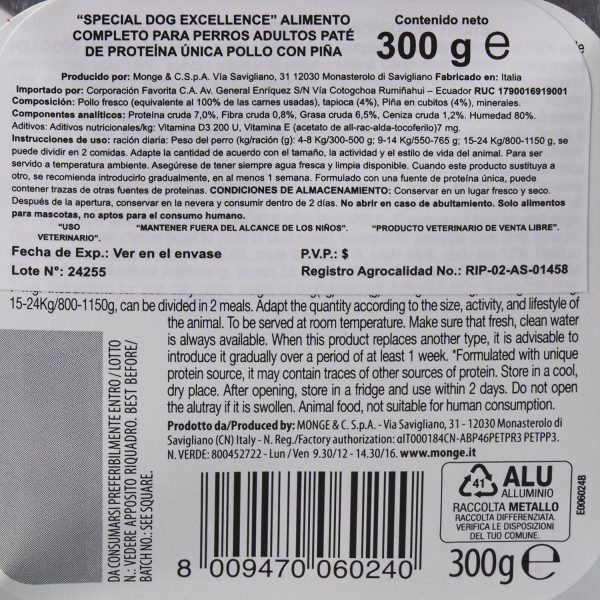 “SPECIAL DOG EXCELLENCE” ALIMENTO
COMPLETO PARA PERROS ADULTOS PATÉ
DE PROTEÍNA ÚNICA POLLO CON PIÑA
Contenido neto
300 g e
Producido por: Monge & C.S.p.A. Vía Savigliano, 31 12030 Monasterolo di Savigliano Fabricado en: Italia
Importado por: Corporación Favorita C.A. Av. General Enríquez S/N Vía Cotogchoa Rumiñahui – Ecuador RUC 1790016919001
Composición: Pollo fresco (equivalente al 100% de las carnes usadas), tapioca (4%), Piña en cubitos (4%), minerales.
Componentes analíticos: Proteína cruda 7,0%, Fibra cruda 0,8%, Grasa cruda 6,5%, Ceniza cruda 1,2%. Humedad 80%.
Aditivos: Aditivos nutricionales/kg: Vitamina D3 200 U, Vitamina E (acetato de all-rac-alda-tocoferilo)7 mg.
Instrucciones de uso: ración diaria: Peso del perro (kg/ración (g): 4-8 Kg/300-500 g; 9-14 Kg/550-765 g; 15-24 Kg/800-1150 g, se
puede dividir en 2 comidas. Adapte la cantidad de acuerdo con el tamaño, la actividad y el estilo de vida del animal. Para ser
servido a temperatura ambiente. Asegúrese de tener siempre agua fresca y limpia disponible. Cuando este producto sustituya a
otro, se recomienda introducirlo gradualmente, en al menos 1 semana. Formulado con una fuente de proteína única, puede
contener trazas de otras fuentes de proteínas. CONDICIONES DE ALMACENAMIENTO: Conservar en un lugar fresco y seco.
Después de la apertura, conservar en la nevera y consumir dentro de 2 días. No abrir en caso de abultamiento. Solo alimentos
para mascotas, no aptos para el consumo humano.
“USO VETERINARIO”.
“MANTENER FUERA DEL ALCANCE DE LOS NIÑOS”.
“PRODUCTO VETERINARIO DE VENTA LIBRE”.
Fecha de Exp.: Ver en el envase
P.V.P.: $
Lote N°: 24255
Registro Agrocalidad No.: RIP-02-AS-01458
15-24Kg/800-1150g, can be divided in 2 meals. Adapt the quantity according to the size, activity, and lifestyle of
the animal. To be served at room temperature. Make sure that fresh, clean water
is always available. When this product replaces another type, it is advisable to
introduce it gradually over a period of at least 1 week. *Formulated with unique
protein source, it may contain traces of other sources of protein. Store in a cool,
dry place. After opening, store in a fridge and use within 2 days. Do not open
the alutray if it is swollen. Animal food, not suitable for human consumption.
Prodotto da/Produced by: MONGE & C. S.p.A. - Via Savigliano, 31 - 12030 Monasterolo di
Savigliano (CN) Italy - N. Reg./Factory authorization: αIT000184CN-ABP46PETPR3 PETPP3.
N. VERDE: 800452722 - Lun / Ven 9.30/12 - 14.30/16. www.monge.it
DA CONSUMARSI PREFERIBILMENTE ENTRO / LOTTO
N.: VEDERE APPOSITO RIQUADRO. BEST BEFORE/
BATCH NO.: SEE SQUARE.
8 009470 060240
41 ALU
ALLUMINIO
RACCOLTA METALLO
RACCOLTA DIFFERENZIATA.
VERIFICA LE DISPOSIZIONI
DEL TUO COMUNE.
E006024B
300g e